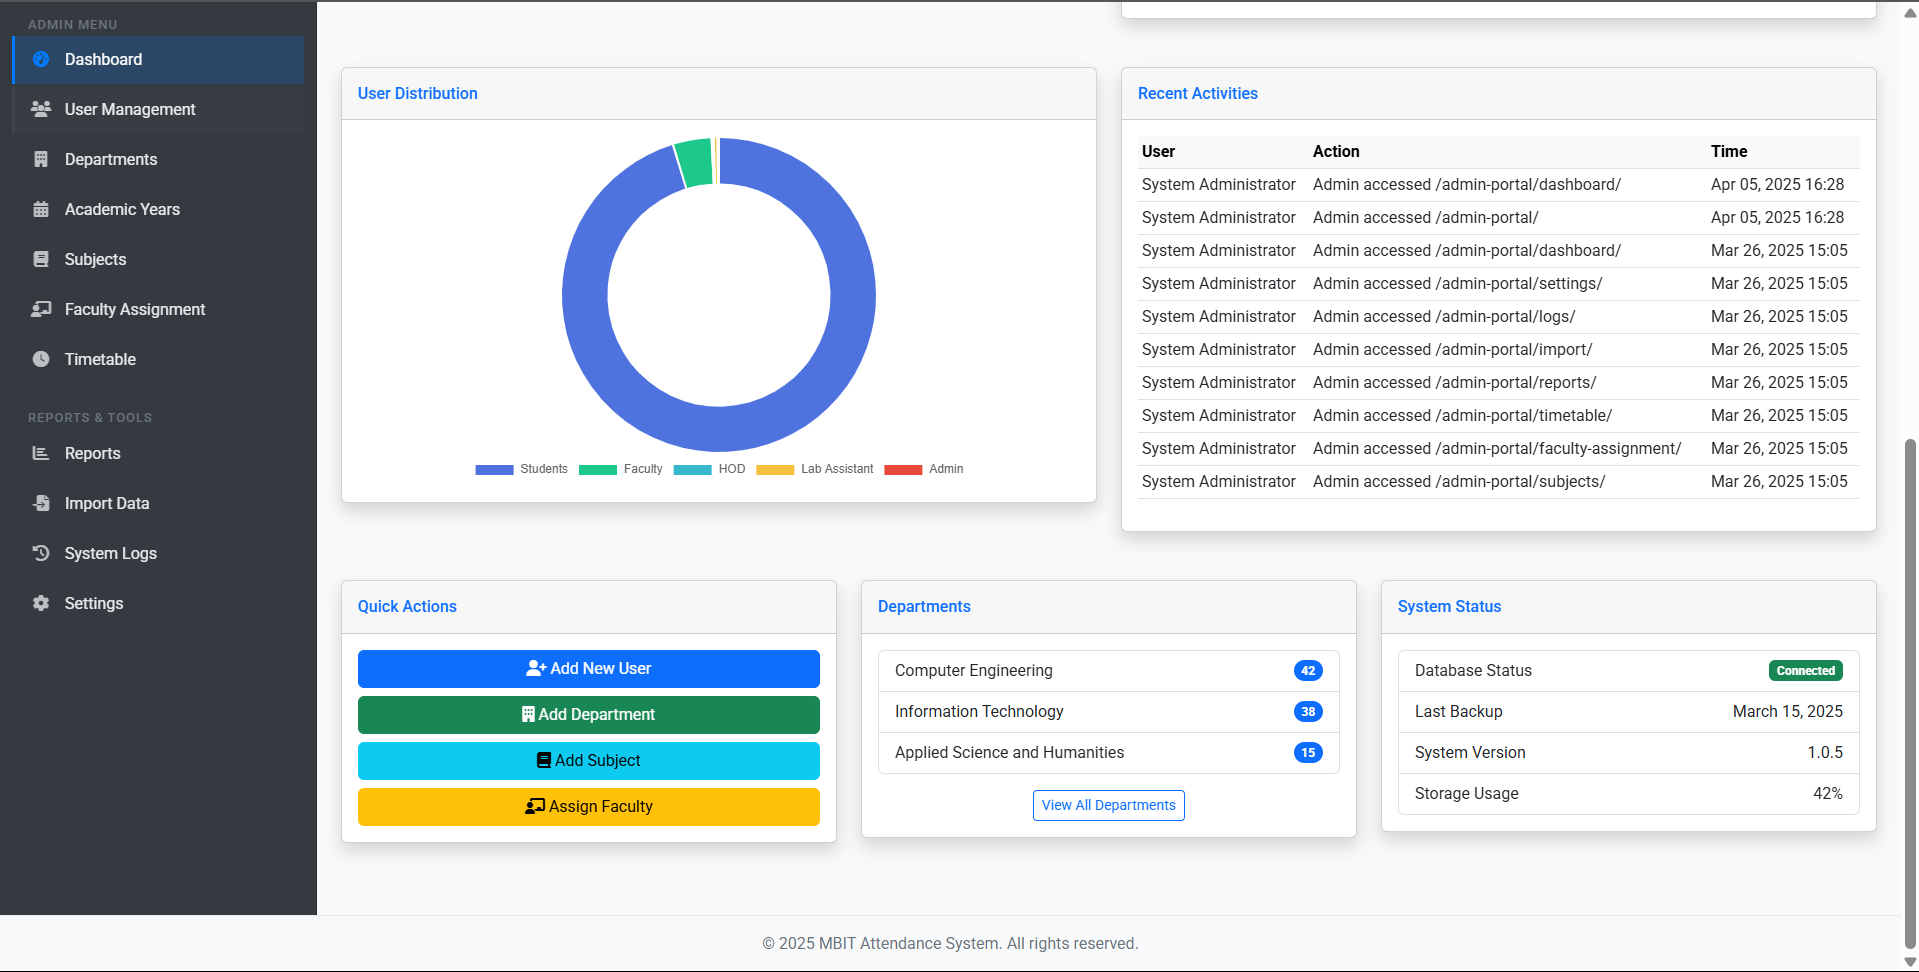 ADMIN MENU
Dashboard
User Management
Departments
Academic Years
Subjects
Faculty Assignment
Timetable
REPORTS & TOOLS
Reports
Import Data
System Logs
Settings
User Distribution
Students Faculty HOD Lab Assistant Admin
Recent Activities
User Action Time
System Administrator Admin accessed /admin-portal/dashboard/ Apr 05, 2025 16:28
System Administrator Admin accessed /admin-portal/ Apr 05, 2025 16:28
System Administrator Admin accessed /admin-portal/dashboard/ Mar 26, 2025 15:05
System Administrator Admin accessed /admin-portal/settings/ Mar 26, 2025 15:05
System Administrator Admin accessed /admin-portal/logs/ Mar 26, 2025 15:05
System Administrator Admin accessed /admin-portal/import/ Mar 26, 2025 15:05
System Administrator Admin accessed /admin-portal/reports/ Mar 26, 2025 15:05
System Administrator Admin accessed /admin-portal/timetable/ Mar 26, 2025 15:05
System Administrator Admin accessed /admin-portal/faculty-assignment/ Mar 26, 2025 15:05
System Administrator Admin accessed /admin-portal/subjects/ Mar 26, 2025 15:05
Quick Actions
Add New User
Add Department
Add Subject
Assign Faculty
Departments
Computer Engineering 42
Information Technology 38
Applied Science and Humanities 15
View All Departments
System Status
Database Status Connected
Last Backup March 15, 2025
System Version 1.0.5
Storage Usage 42%
© 2025 MBIT Attendance System. All rights reserved.